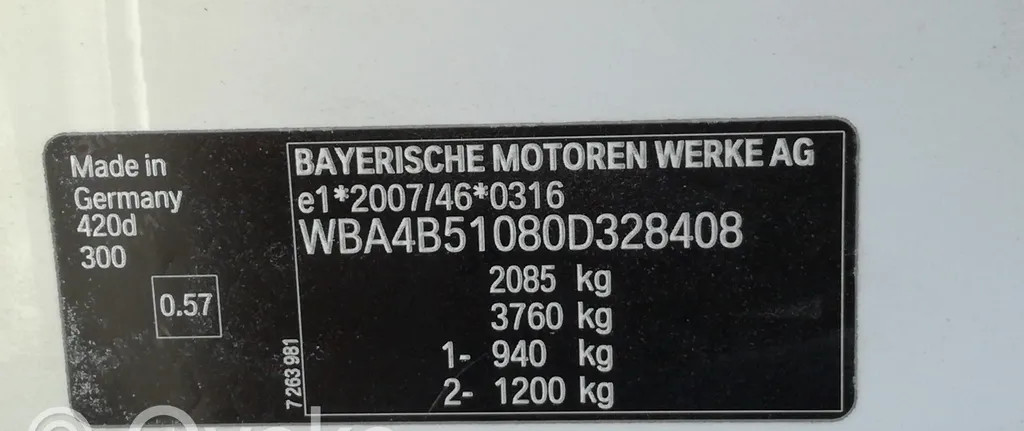 Made in
Germany
420d
300
0.57
7 263 981
BAYERISCHE MOTOREN WERKE AG
e1*2007/46*0316
WBA4B51080D328408
2085 kg
3760 kg
1- 940 kg
2- 1200 kg